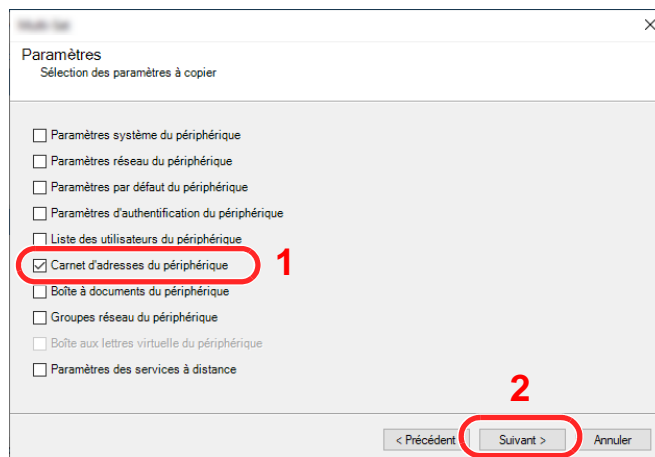 Paramètres
Sélection des paramètres à copier
Paramètres système du périphérique
Paramètres réseau du périphérique
Paramètres par défaut du périphérique
Paramètres d'authentification du périphérique
Liste des utilisateurs du périphérique
Carnet d'adresses du périphérique
1
Boîte à documents du périphérique
Groupes réseau du périphérique
Boîte aux lettres virtuelle du périphérique
Paramètres des services à distance
2
< Précédent
Suivant >
Annuler